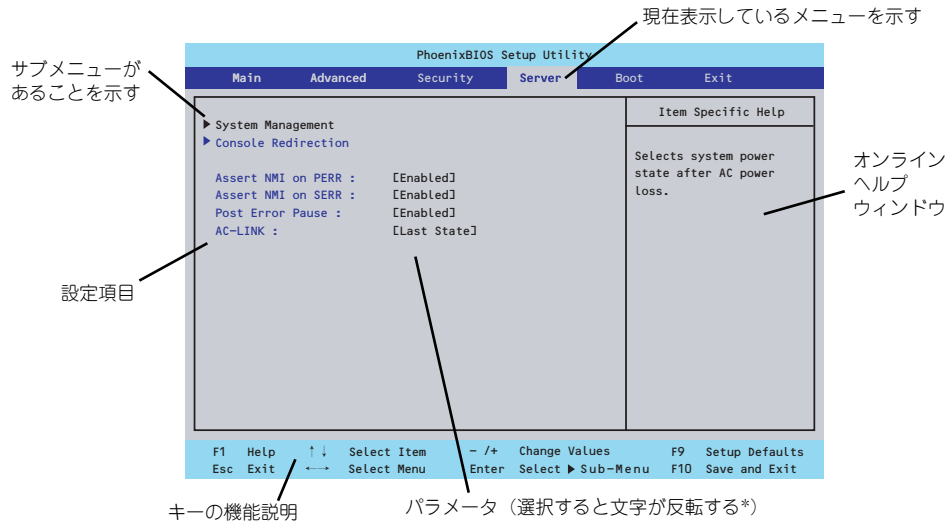 現在表示しているメニューを示す
PhoenixBIOS Setup Utility
サブメニューが
あることを示す
Main Advanced Security Server Boot Exit
Item Specific Help
▶ System Management
▶ Console Redirection
Selects system power
state after AC power
loss.
Assert NMI on PERR : [Enabled]
Assert NMI on SERR : [Enabled]
Post Error Pause : [Enabled]
AC-LINK : [Last State]
オンライン
ヘルプ
ウィンドウ
設定項目
F1 Help ↑↓ Select Item - /+ Change Values F9 Setup Defaults
Esc Exit ←→ Select Menu Enter Select ▶ Sub-Menu F10 Save and Exit
キーの機能説明
パラメータ（選択すると文字が反転する*）